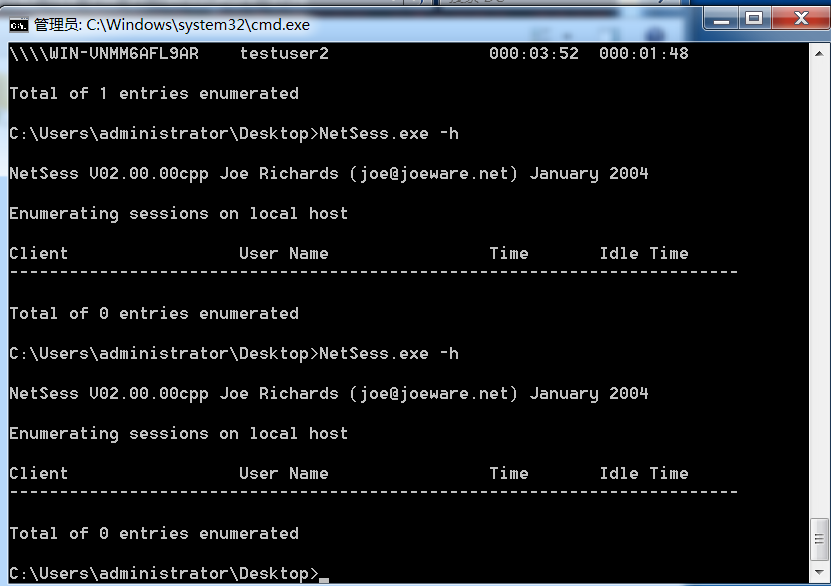 管理员: C:\Windows\system32\cmd.exe
\\\\WIN-VNMM6AFL9AR    testuser2                000:03:52  000:01:48
Total of 1 entries enumerated
C:\Users\administrator\Desktop>NetSess.exe -h
NetSess V02.00.00cpp Joe Richards (joe@joeware.net) January 2004
Enumerating sessions on local host
Client                 User Name                Time       Idle Time
-------------------------------------------------------------------------
Total of 0 entries enumerated
C:\Users\administrator\Desktop>NetSess.exe -h
NetSess V02.00.00cpp Joe Richards (joe@joeware.net) January 2004
Enumerating sessions on local host
Client                 User Name                Time       Idle Time
-------------------------------------------------------------------------
Total of 0 entries enumerated
C:\Users\administrator\Desktop>_